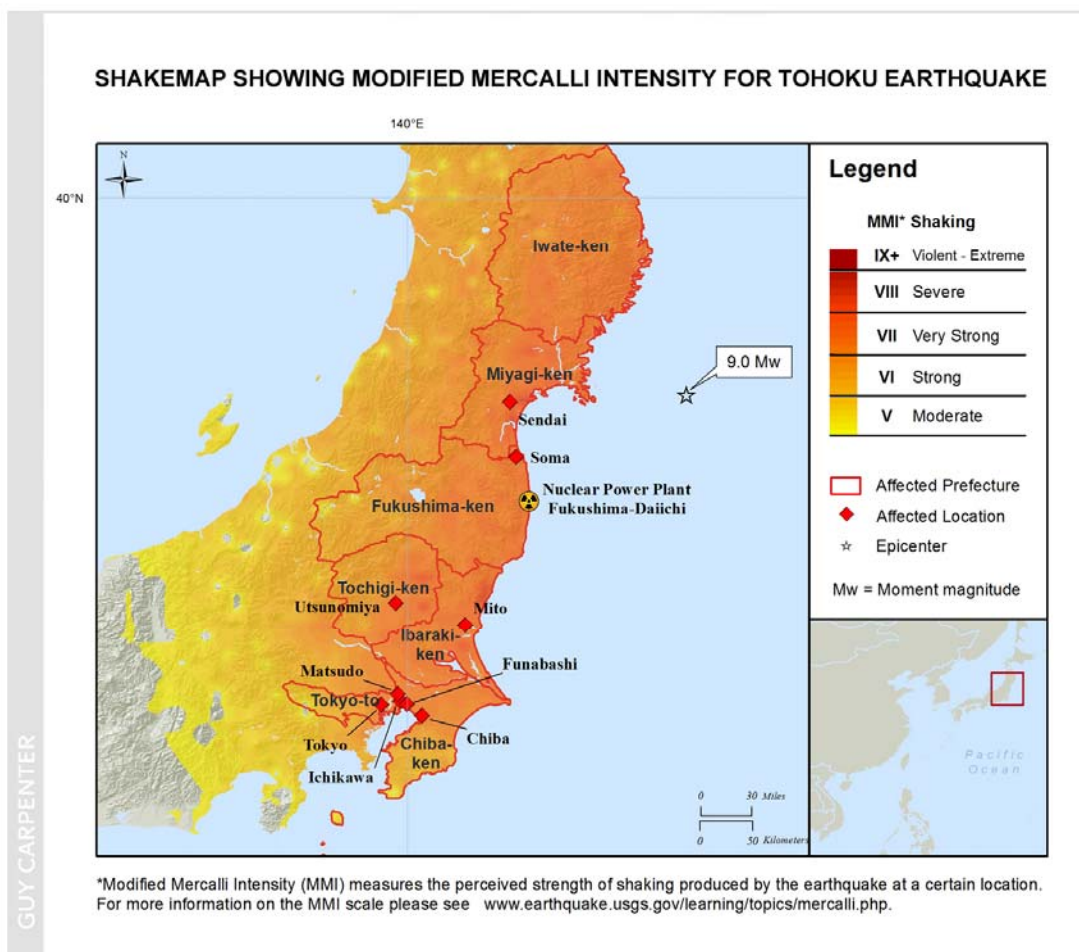 SHAKEMAP SHOWING MODIFIED MERCALLI INTENSITY FOR TOHOKU EARTHQUAKE
140°E
N
40°N
Iwate-ken
9.0 Mw
Miyagi-ken
Sendai
Soma
Nuclear Power Plant
Fukushima-Daiichi
Fukushima-ken
Tochigi-ken
Utsunomiya
Mito
Ibaraki-
ken
Funabashi
Matsudo
Tokyo-to
Tokyo
Chiba
Chiba-
ken
Ichikawa
0 30 Miles
0 50 Kilometers
Legend
MMI* Shaking
IX+ Violent - Extreme
VIII Severe
VII Very Strong
VI Strong
V Moderate
Affected Prefecture
Affected Location
Epicenter
Mw = Moment magnitude
Pacific
Ocean
GUY CARPENTER
*Modified Mercalli Intensity (MMI) measures the perceived strength of shaking produced by the earthquake at a certain location.
For more information on the MMI scale please see www.earthquake.usgs.gov/learning/topics/mercalli.php.